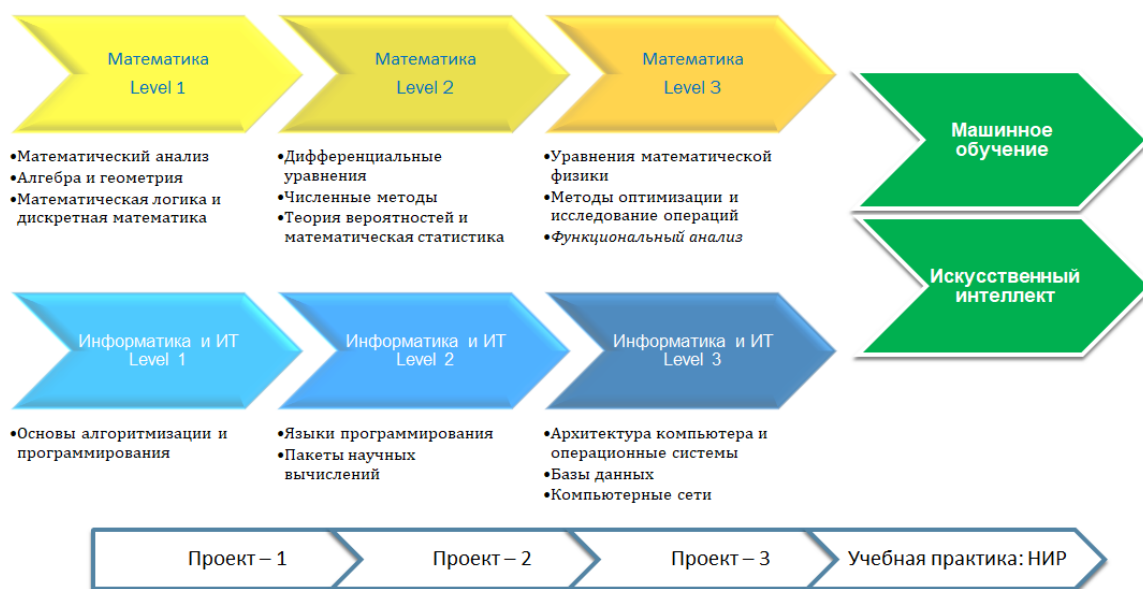 Математика
Level 1
Математика
Level 2
Математика
Level 3
•Математический анализ
•Алгебра и геометрия
•Математическая логика и
дискретная математика
•Дифференциальные
уравнения
•Численные методы
•Теория вероятностей и
математическая статистика
•Уравнения математической
физики
•Методы оптимизации и
исследование операций
•Функциональный анализ
Машинное
обучение
Искусственный
интеллект
Информатика и ИТ
Level 1
Информатика и ИТ
Level 2
Информатика и ИТ
Level 3
•Основы алгоритмизации и
программирования
•Языки программирования
•Пакеты научных
вычислений
•Архитектура компьютера и
операционные системы
•Базы данных
•Компьютерные сети
Проект – 1
Проект – 2
Проект – 3
Учебная практика: НИР